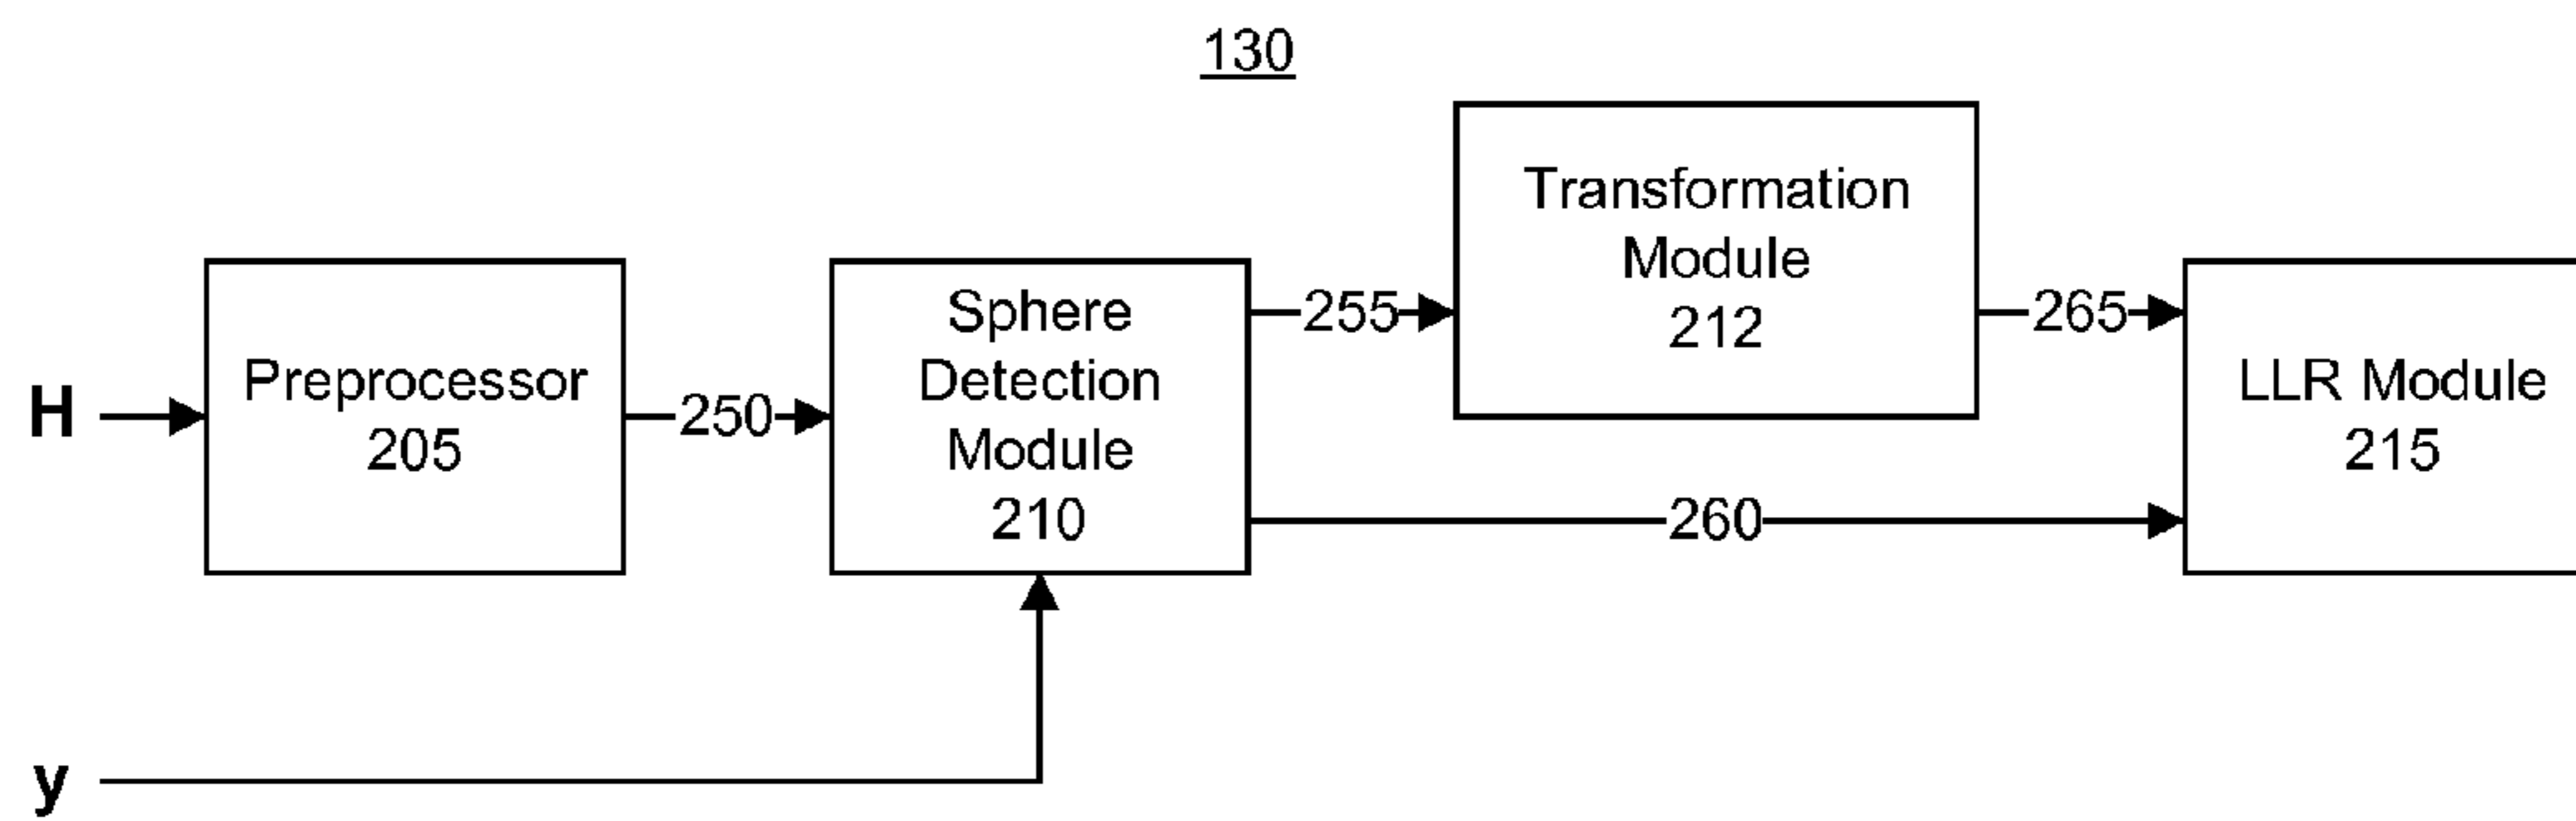 130
Transformation
Module
212
Sphere
Detection
Module
210
Preprocessor
205
LLR Module
215
H
250
255
265
260
y